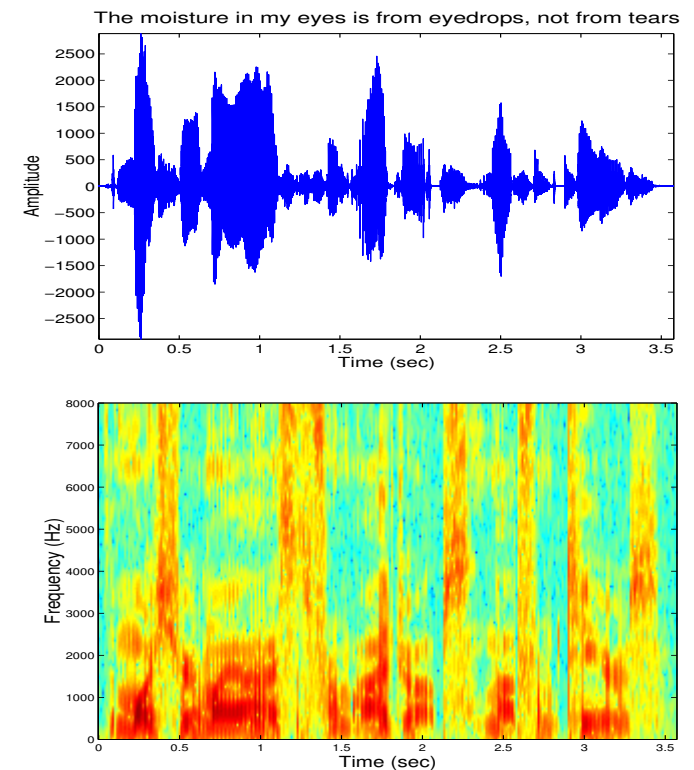 The moisture in my eyes is from eyedrops, not from tears
2500
2000
1500
1000
500
0
−500
−1000
−1500
−2000
−2500
Amplitude
0 0.5 1 1.5 2 2.5 3 3.5
Time (sec)
8000
7000
6000
5000
4000
3000
2000
1000
0
Frequency (Hz)
0 0.5 1 1.5 2 2.5 3 3.5
Time (sec)